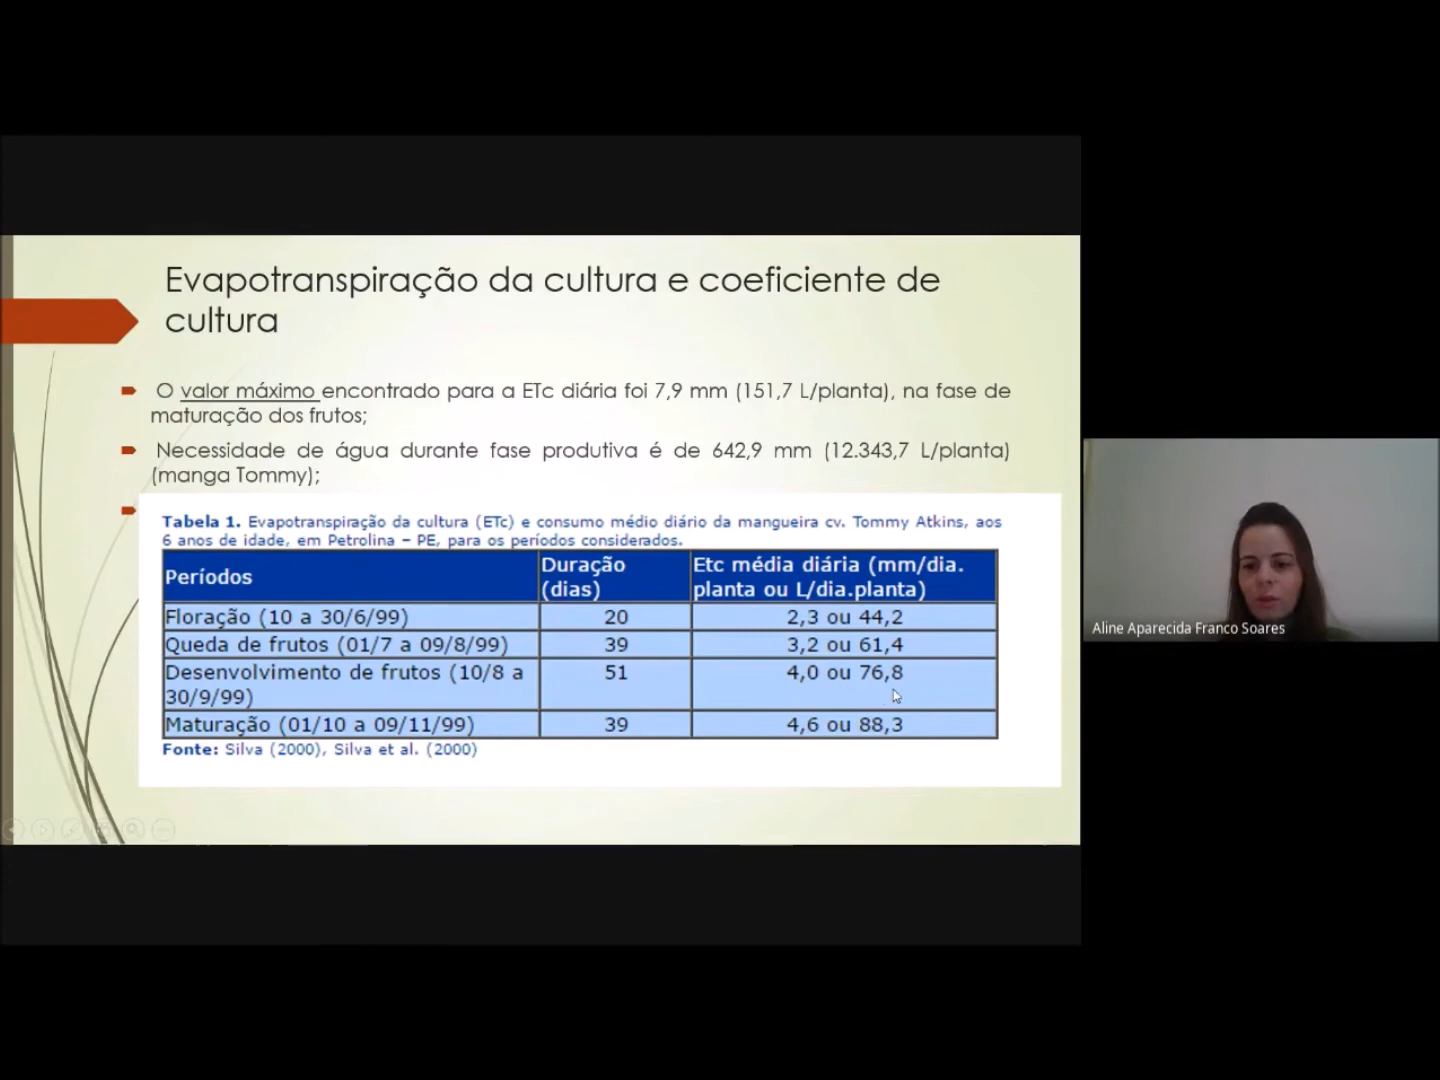 Evapotranspiração da cultura e coeficiente de
cultura
O valor máximo encontrado para a ETc diária foi 7,9 mm (151,7 L/planta), na fase de
maturação dos frutos;
Necessidade de água durante fase produtiva é de 642,9 mm (12.343,7 L/planta)
(manga Tommy);
Tabela 1. Evapotranspiração da cultura (ETc) e consumo médio diário da mangueira cv. Tommy Atkins, aos
6 anos de idade, em Petrolina – PE, para os períodos considerados.
Períodos Duração (dias) Etc média diária (mm/dia. planta ou L/dia.planta)
Floração (10 a 30/6/99) 20 2,3 ou 44,2
Queda de frutos (01/7 a 09/8/99) 39 3,2 ou 61,4
Desenvolvimento de frutos (10/8 a 30/9/99) 51 4,0 ou 76,8
Maturação (01/10 a 09/11/99) 39 4,6 ou 88,3
Fonte: Silva (2000), Silva et al. (2000)
Aline Aparecida Franco Soares